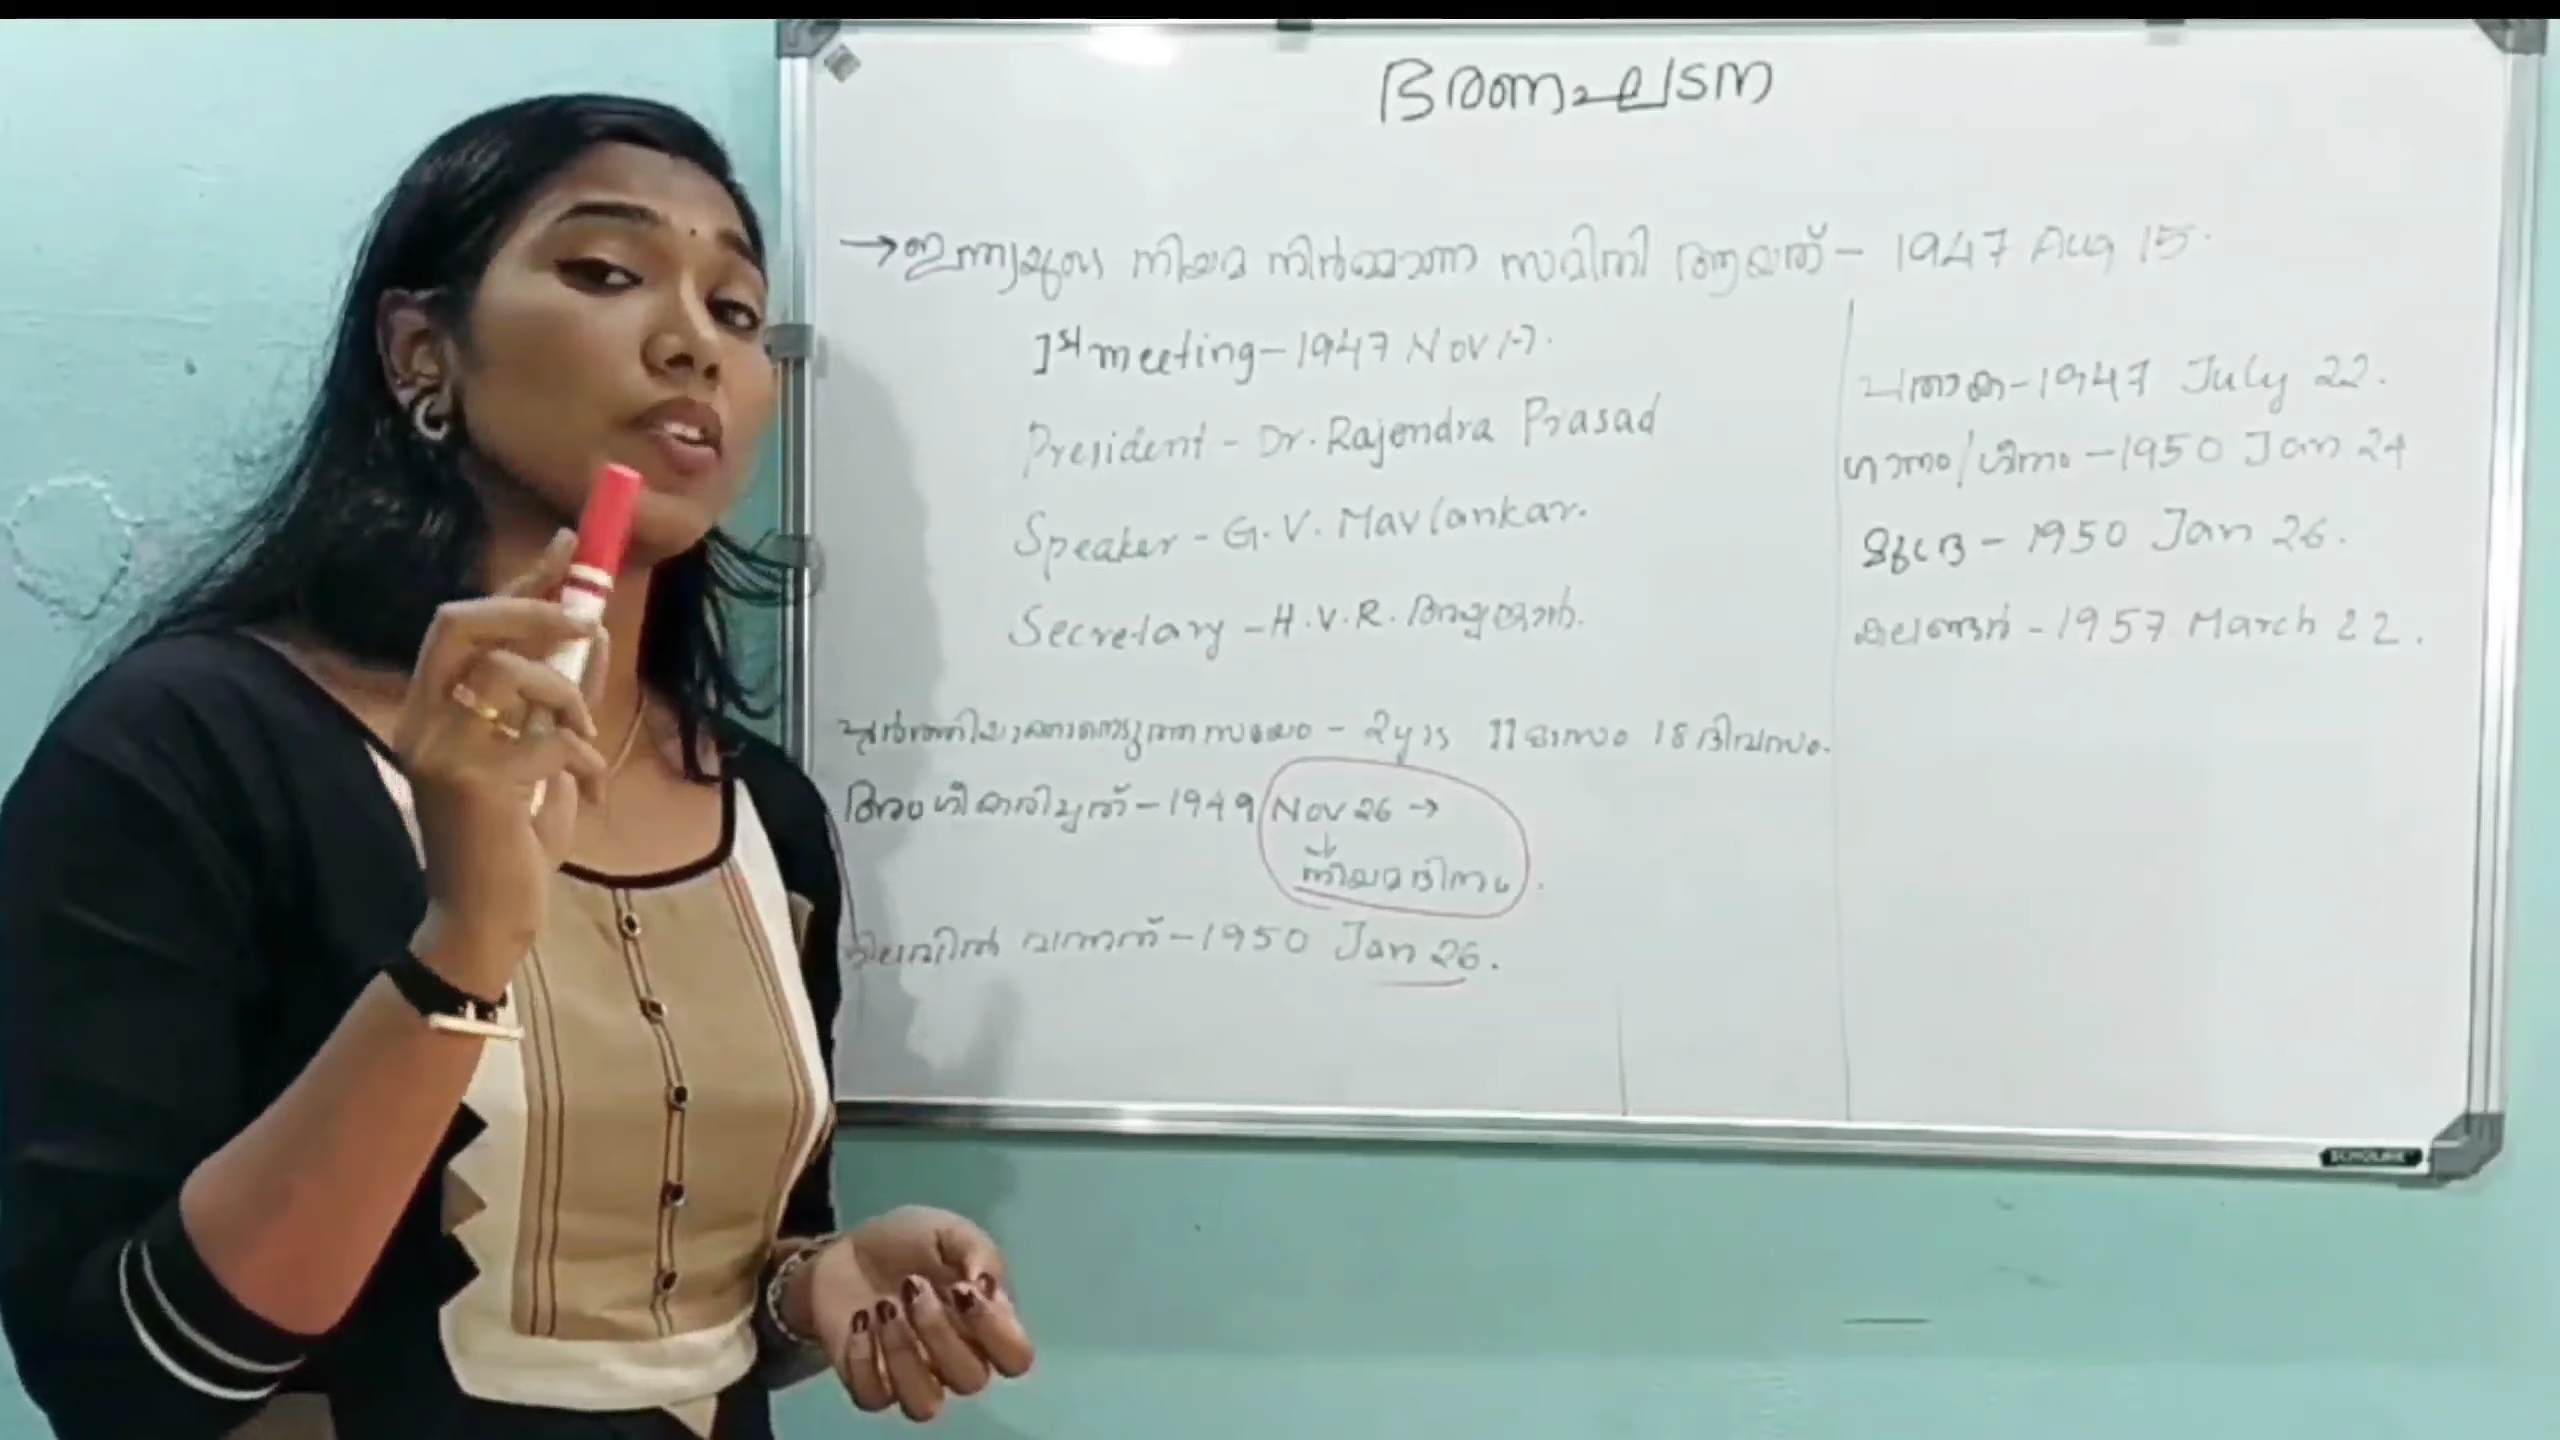 ഭരണഘടന
→ഇന്ത്യയുടെ നിയമ നിർമ്മാണ സമിതി ആയത് - 1947 Aug 15.
1st meeting - 1947 Nov 17.
President - Dr. Rajendra Prasad
Speaker - G. V. Mavlankar.
Secretary - H. V. R. അയ്യങ്കാർ.
പൂർത്തിയാക്കാനെടുത്ത സമയം - 2yrs 11മാസം 18 ദിവസം.
അംഗീകരിച്ചത് - 1949 Nov 26 →
നിയമദിനം.
നിലവിൽ വന്നത് - 1950 Jan 26.
പതാക - 1947 July 22.
ഗാനം/ഗീതം - 1950 Jan 24
മുദ്ര - 1950 Jan 26.
കലണ്ടർ - 1957 March 22.